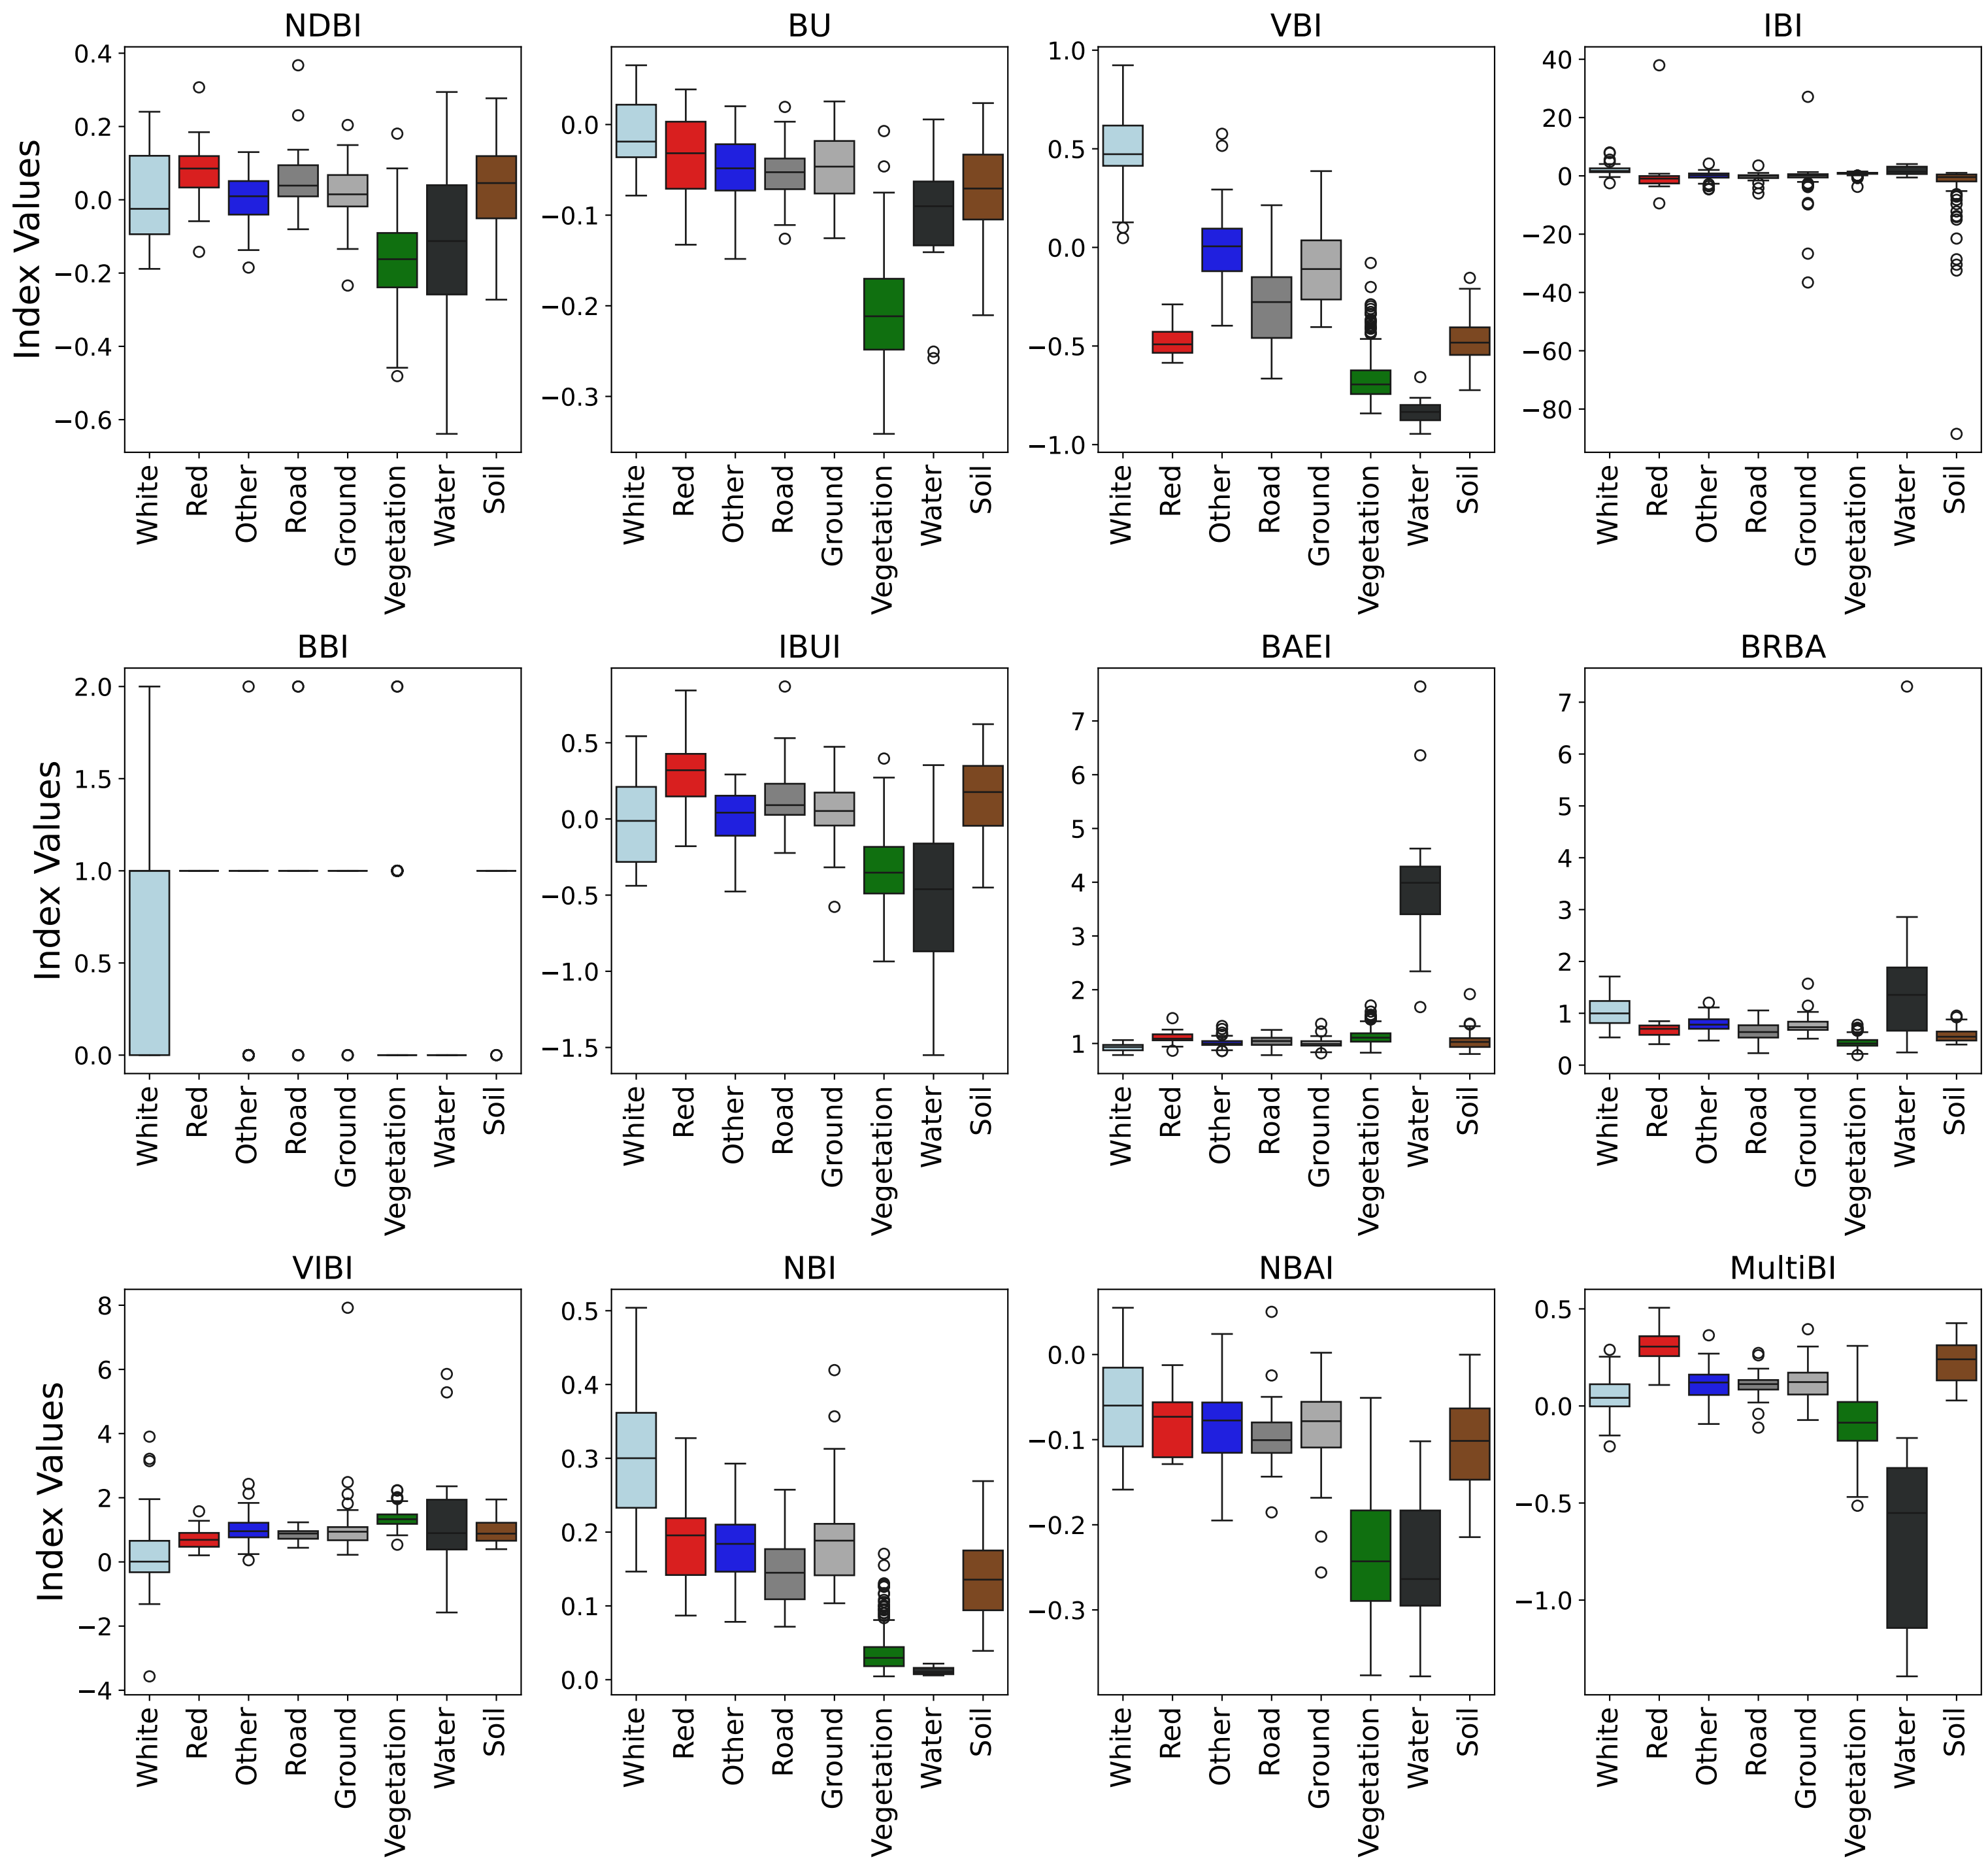 NDBI BU VBI IBI
Index Values
0.4 0.2 0.0 −0.2 −0.4 −0.6
White Red Other Road Ground Vegetation Water Soil
0.0 −0.1 −0.2 −0.3
White Red Other Road Ground Vegetation Water Soil
1.0 0.5 0.0 −0.5 −1.0
White Red Other Road Ground Vegetation Water Soil
40 20 0 −20 −40 −60 −80
White Red Other Road Ground Vegetation Water Soil
BBI IBUI BAEI BRBA
Index Values
2.0 1.5 1.0 0.5 0.0
White Red Other Road Ground Vegetation Water Soil
0.5 0.0 −0.5 −1.0 −1.5
White Red Other Road Ground Vegetation Water Soil
7 6 5 4 3 2 1
White Red Other Road Ground Vegetation Water Soil
7 6 5 4 3 2 1 0
White Red Other Road Ground Vegetation Water Soil
VIBI NBI NBAI MultiBI
Index Values
8 6 4 2 0 −2 −4
White Red Other Road Ground Vegetation Water Soil
0.5 0.4 0.3 0.2 0.1 0.0
White Red Other Road Ground Vegetation Water Soil
0.0 −0.1 −0.2 −0.3
White Red Other Road Ground Vegetation Water Soil
0.5 0.0 −0.5 −1.0
White Red Other Road Ground Vegetation Water Soil